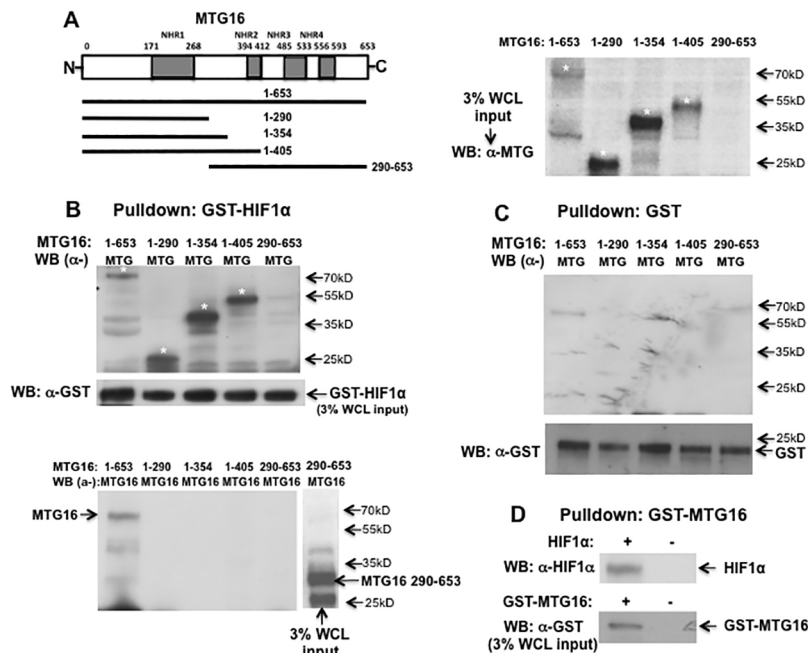 A
MTG16
NHR1 NHR2 NHR3 NHR4
0 171 268 394 412 485 533 556 593 653
N C
1-653
1-290
1-354
1-405
290-653
MTG16: 1-653 1-290 1-354 1-405 290-653
3% WCL
input
WB: α-MTG
* * * *
70kD
55kD
35kD
25kD
B
Pulldown: GST-HIF1α
MTG16: 1-653 1-290 1-354 1-405 290-653
WB (α-) MTG MTG MTG MTG MTG
* * * *
70kD
55kD
35kD
25kD
WB: α-GST
GST-HIF1α
(3% WCL input)
MTG16: 1-653 1-290 1-354 1-405 290-653 290-653
WB (a-): MTG16 MTG16 MTG16 MTG16 MTG16 MTG16
MTG16
70kD
55kD
35kD
MTG16 290-653
25kD
3% WCL
input
C
Pulldown: GST
MTG16: 1-653 1-290 1-354 1-405 290-653
WB (α-) MTG MTG MTG MTG MTG
70kD
55kD
35kD
25kD
WB: α-GST
25kD
GST
D
Pulldown: GST-MTG16
HIF1α: + -
WB: α-HIF1α
HIF1α
GST-MTG16: + -
WB: α-GST
(3% WCL input)
GST-MTG16